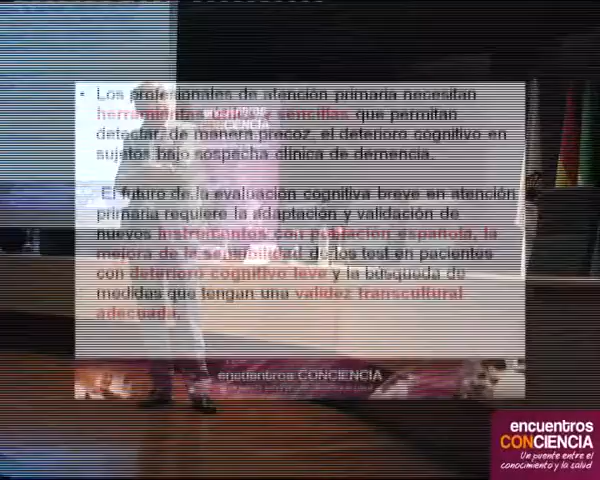 • Los profesionales de atención primaria necesitan
herramientas útiles y sencillas que permitan
detectar, de manera precoz, el deterioro cognitivo en
sujetos bajo sospecha clínica de demencia.
El futuro de la evaluación cognitiva breve en atención
primaria requiere la adaptación y validación de
nuevos instrumentos con población española, la
mejora de la sensibilidad de los test en pacientes
con deterioro cognitivo leve y la búsqueda de
medidas que tengan una validez transcultural
adecuada.
encuentros CONCIENCIA
encuentros
CONCIENCIA
Un puente entre el
conocimiento y la salud